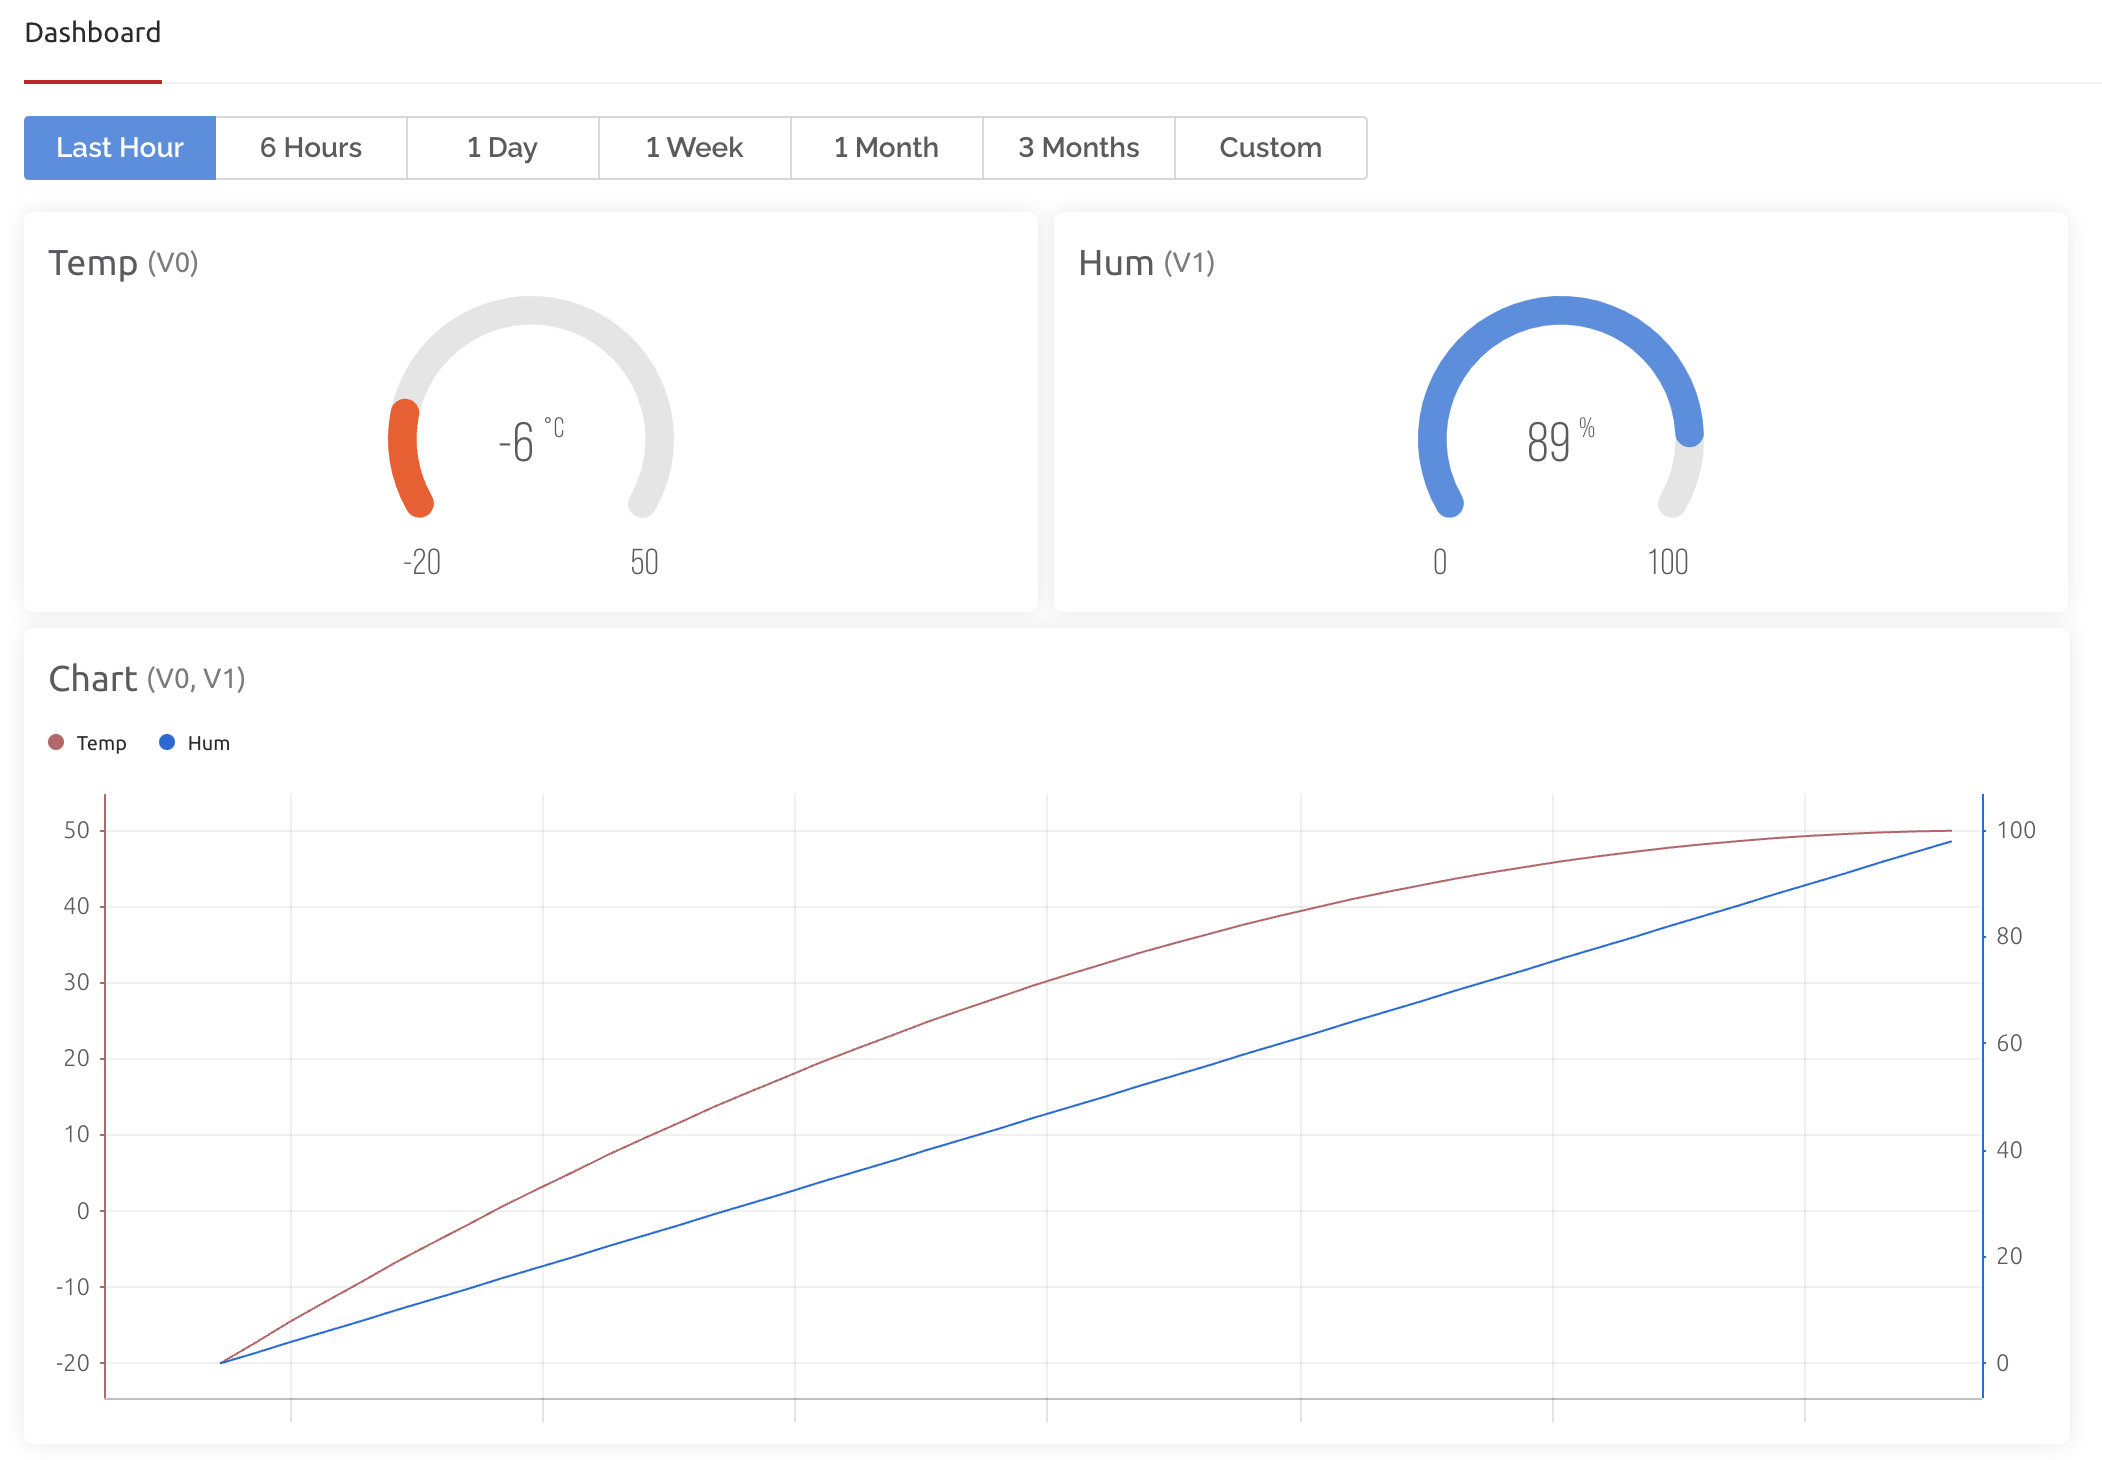 Dashboard
Last Hour 6 Hours 1 Day 1 Week 1 Month 3 Months Custom
Temp (V0)
-6 °C
-20 50
Hum (V1)
89 %
0 100
Chart (V0, V1)
Temp Hum
50 100
40
80
30
60
20
10 40
0
20
-10
-20 0